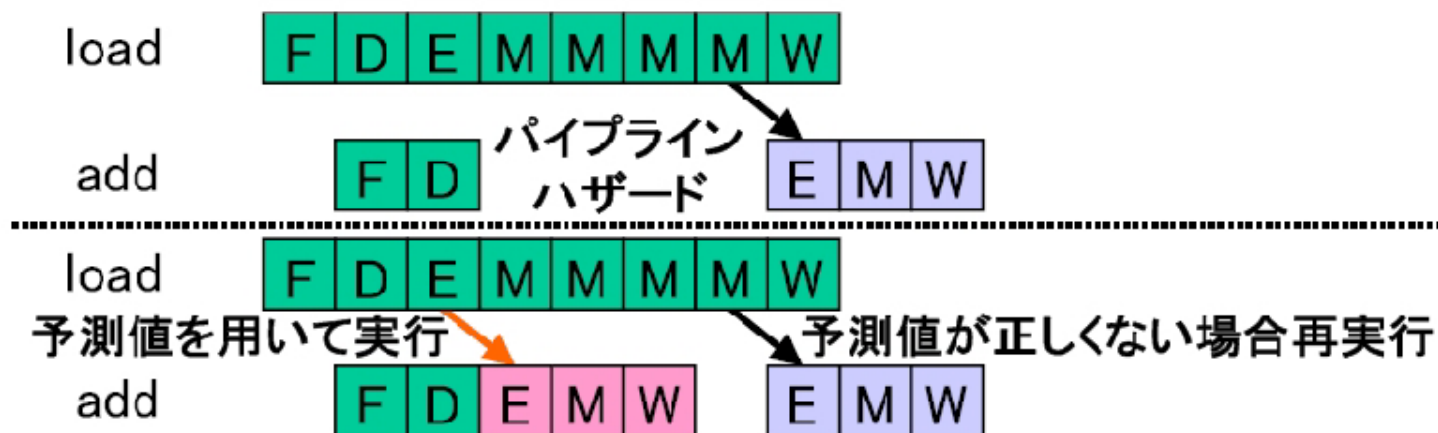 load F D E M M M M W
パイプライン
add F D ハザード E M W
load F D E M M M M W
予測値を用いて実行 予測値が正しくない場合再実行
add F D E M W E M W